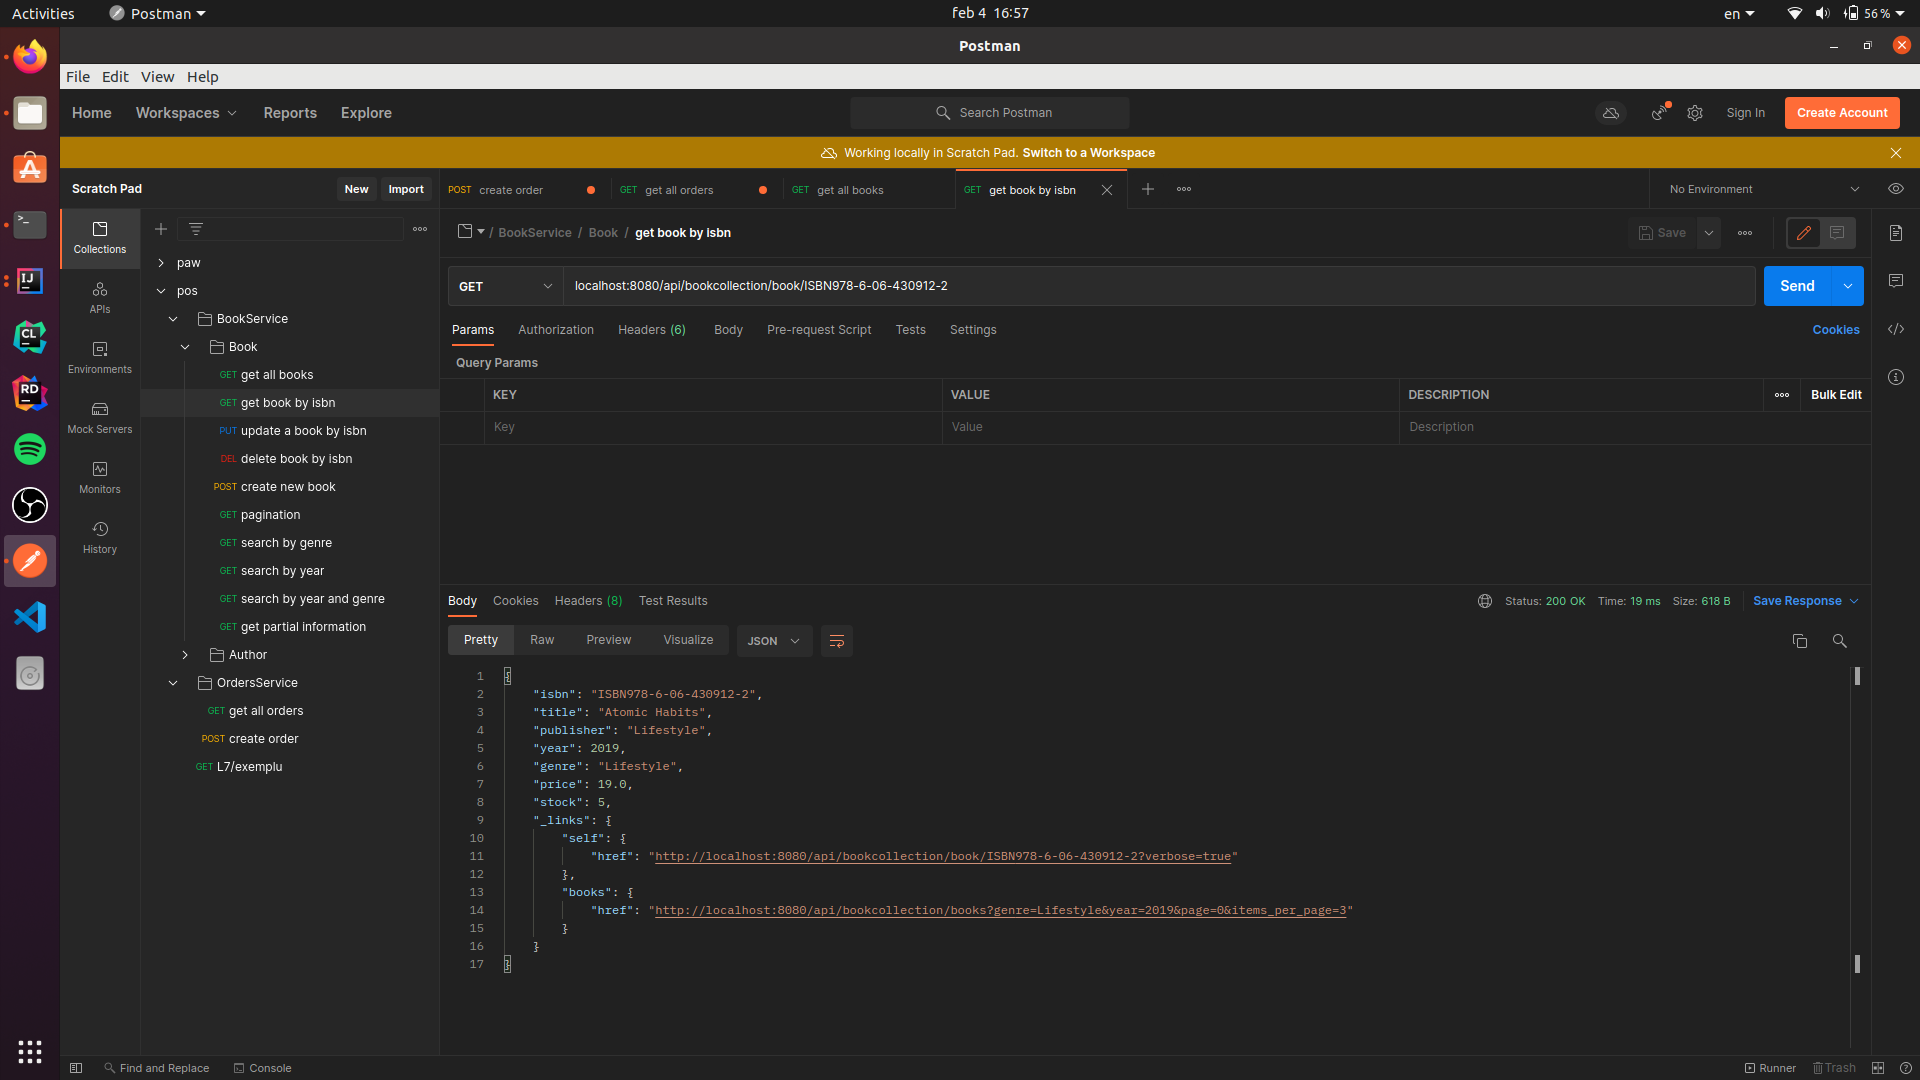 Activities Postman feb 4 16:57 en 56 %
Postman
File Edit View Help
Home Workspaces Reports Explore Search Postman Sign In Create Account
Working locally in Scratch Pad. Switch to a Workspace
Scratch Pad New Import
POST create order GET get all orders GET get all books GET get book by isbn No Environment
Collections
APIs
Environments
Mock Servers
Monitors
History
paw
pos
BookService
Book
GET get all books
GET get book by isbn
PUT update a book by isbn
DEL delete book by isbn
POST create new book
GET pagination
GET search by genre
GET search by year
GET search by year and genre
GET get partial information
Author
OrdersService
GET get all orders
POST create order
GET L7/exemplu
/ BookService / Book / get book by isbn Save
GET localhost:8080/api/bookcollection/book/ISBN978-6-06-430912-2 Send
Params Authorization Headers (6) Body Pre-request Script Tests Settings Cookies
Query Params
KEY VALUE DESCRIPTION Bulk Edit
Key Value Description
Body Cookies Headers (8) Test Results Status: 200 OK Time: 19 ms Size: 618 B Save Response
Pretty Raw Preview Visualize JSON
1 {
2 "isbn": "ISBN978-6-06-430912-2",
3 "title": "Atomic Habits",
4 "publisher": "Lifestyle",
5 "year": 2019,
6 "genre": "Lifestyle",
7 "price": 19.0,
8 "stock": 5,
9 "_links": {
10 "self": {
11 "href": "http://localhost:8080/api/bookcollection/book/ISBN978-6-06-430912-2?verbose=true"
12 },
13 "books": {
14 "href": "http://localhost:8080/api/bookcollection/books?genre=Lifestyle&year=2019&page=0&items_per_page=3"
15 }
16 }
17 }
Find and Replace Console Runner Trash
IJ
CL
RD